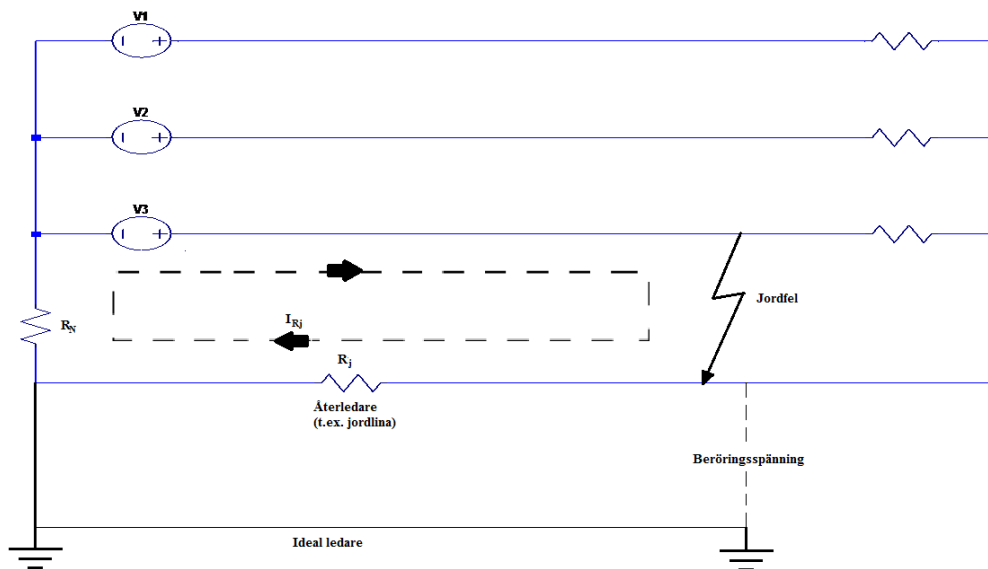 V1
V2
V3
Jordfel
I_Rj
R_N
R_j
Återledare
(t.ex. jordlina)
Beröringsspänning
Ideal ledare